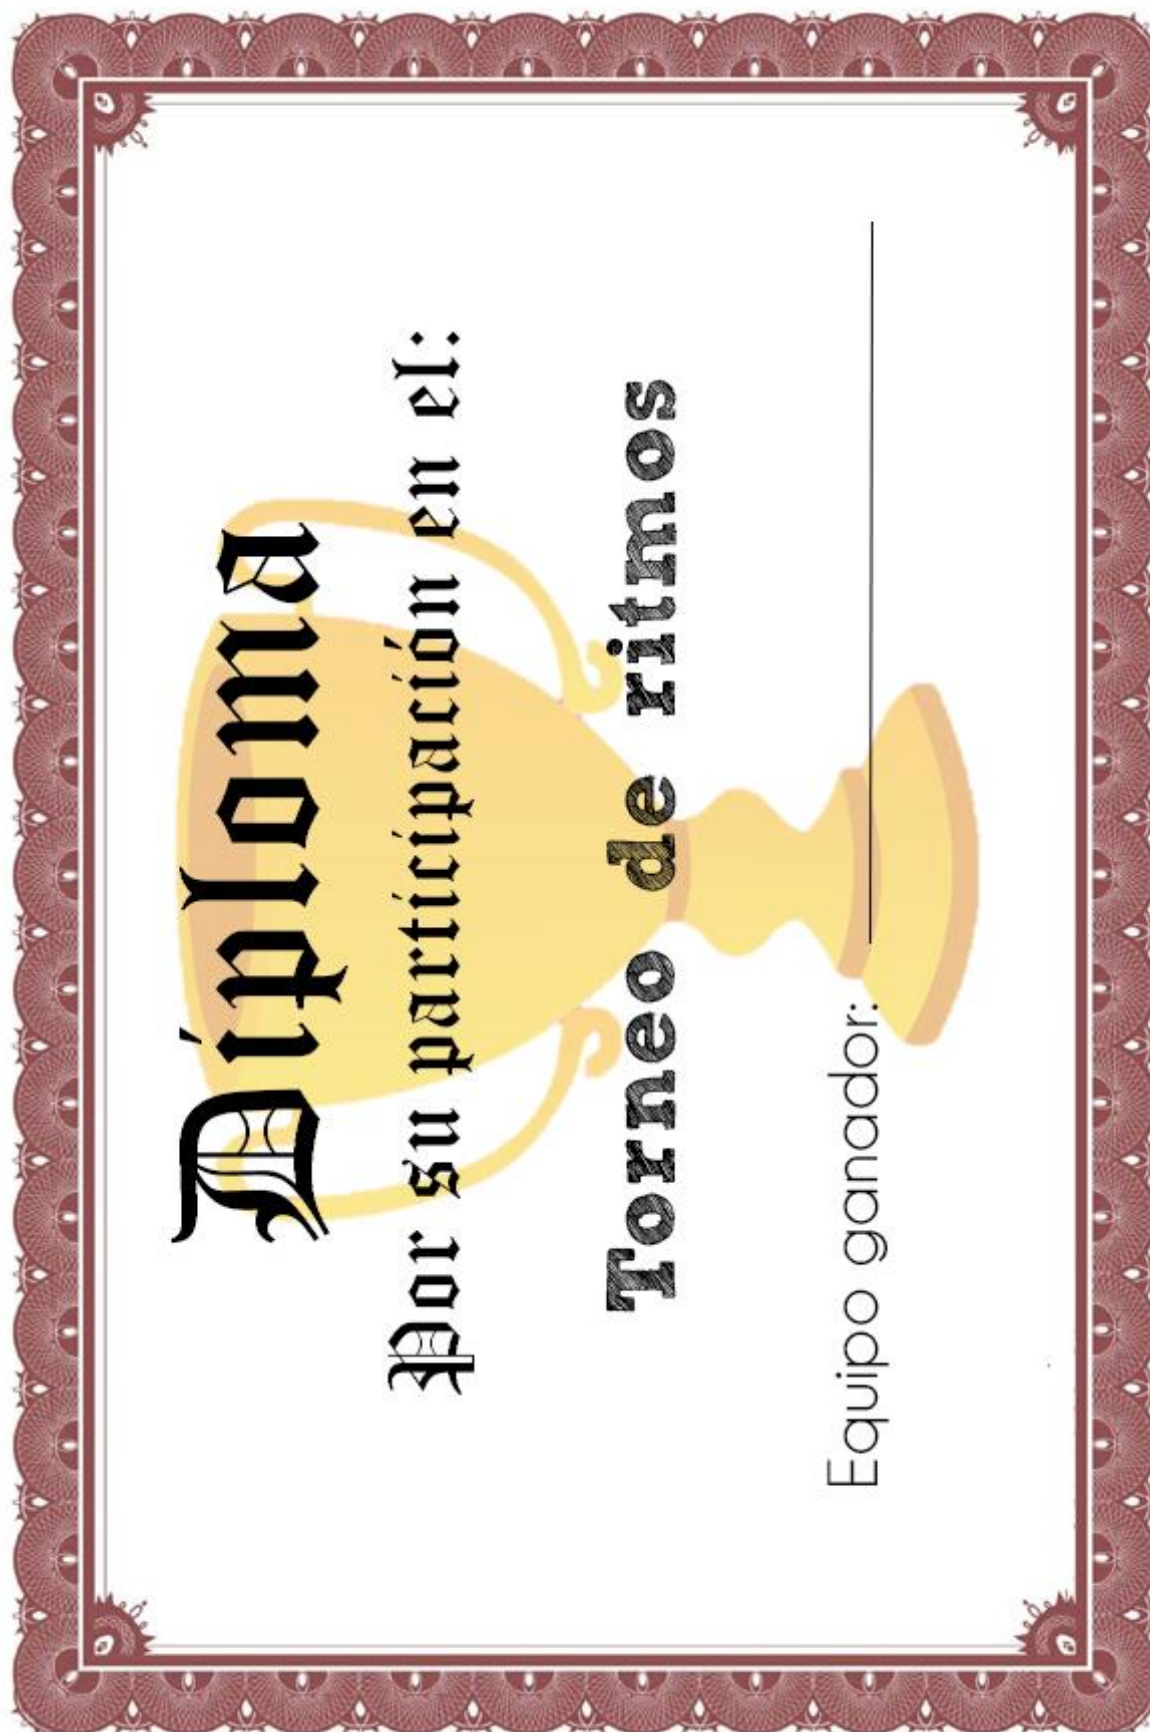 Diploma
Por su participación en el:
Torneo de ritmos
Equipo ganador: